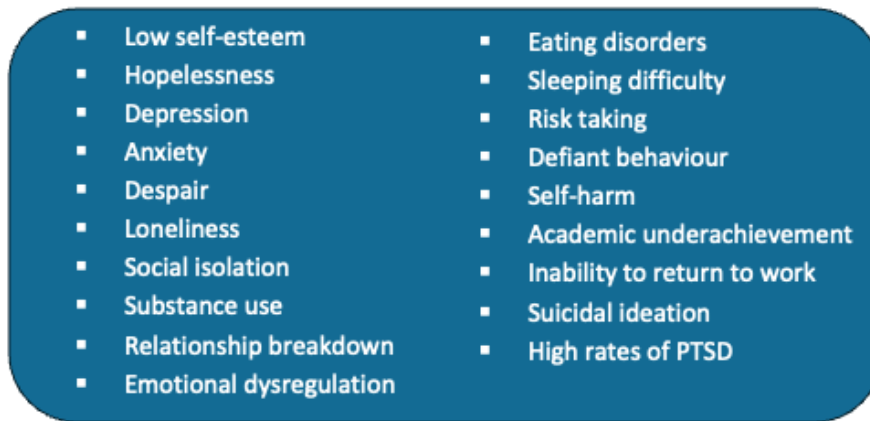 ▪ Low self-esteem
▪ Hopelessness
▪ Depression
▪ Anxiety
▪ Despair
▪ Loneliness
▪ Social isolation
▪ Substance use
▪ Relationship breakdown
▪ Emotional dysregulation
▪ Eating disorders
▪ Sleeping difficulty
▪ Risk taking
▪ Defiant behaviour
▪ Self-harm
▪ Academic underachievement
▪ Inability to return to work
▪ Suicidal ideation
▪ High rates of PTSD